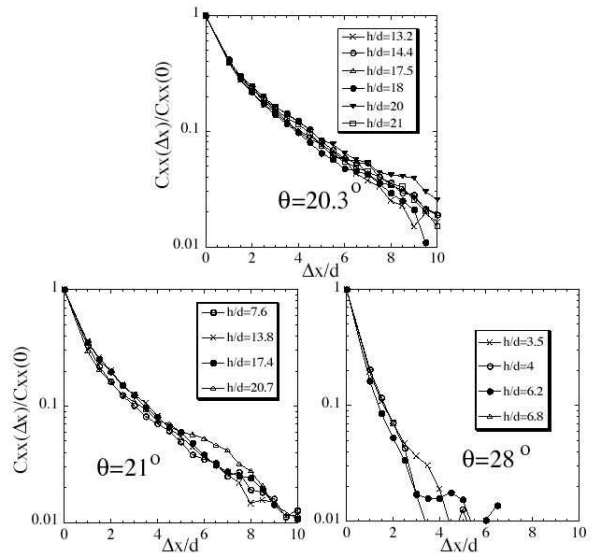 Cxx(Δx)/Cxx(0)
1
0.1
0.01
h/d=13.2
h/d=14.4
h/d=17.5
h/d=18
h/d=20
h/d=21
θ=20.3°
0 2 4 6 8 10
Δx/d
Cxx(Δx)/Cxx(0)
1
0.1
0.01
h/d=7.6
h/d=13.8
h/d=17.4
h/d=20.7
θ=21°
0 2 4 6 8 10
Δx/d
1
0.1
0.01
h/d=3.5
h/d=4
h/d=6.2
h/d=6.8
θ=28°
0 2 4 6 8 10
Δx/d